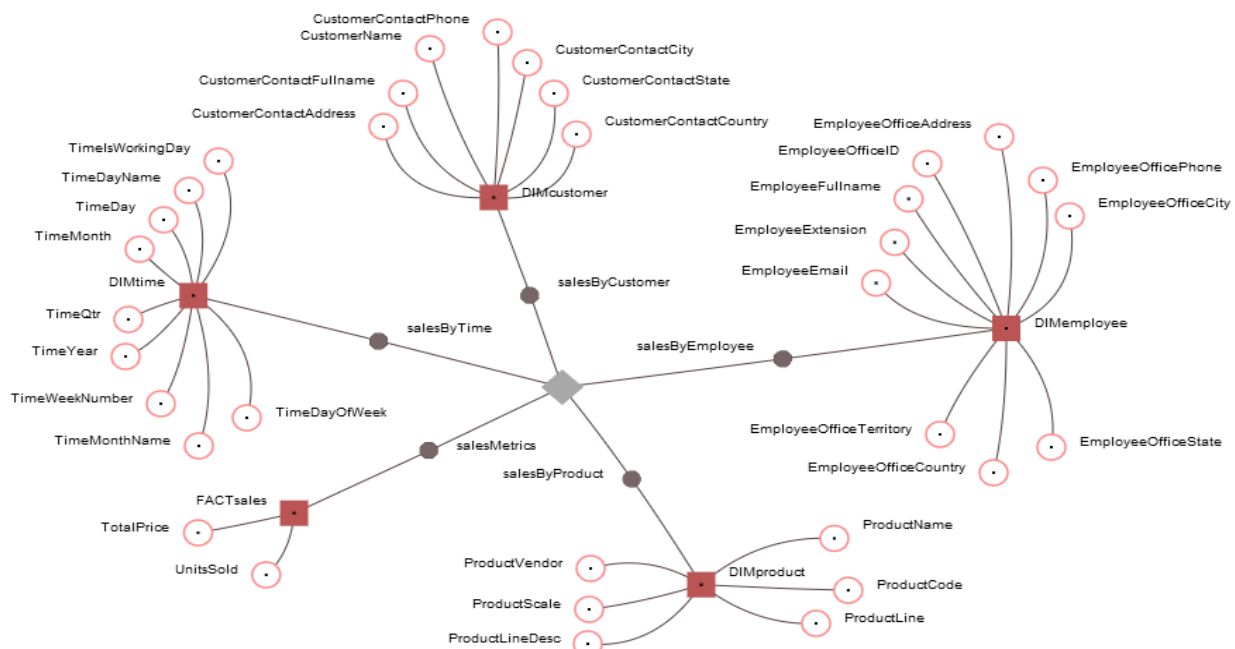 CustomerContactPhone
CustomerName
CustomerContactCity
CustomerContactFullname
CustomerContactState
CustomerContactAddress
CustomerContactCountry
DIMcustomer
TimeIsWorkingDay
TimeDayName
TimeDay
TimeMonth
DIMtime
TimeQtr
TimeYear
TimeWeekNumber
TimeMonthName
TimeDayOfWeek
EmployeeOfficeAddress
EmployeeOfficeID
EmployeeOfficePhone
EmployeeFullname
EmployeeOfficeCity
EmployeeExtension
EmployeeEmail
DIMemployee
salesByCustomer
salesByTime
salesByEmployee
EmployeeOfficeTerritory
EmployeeOfficeState
EmployeeOfficeCountry
salesMetrics
salesByProduct
FACTsales
TotalPrice
UnitsSold
ProductName
ProductVendor
DIMproduct
ProductCode
ProductScale
ProductLine
ProductLineDesc